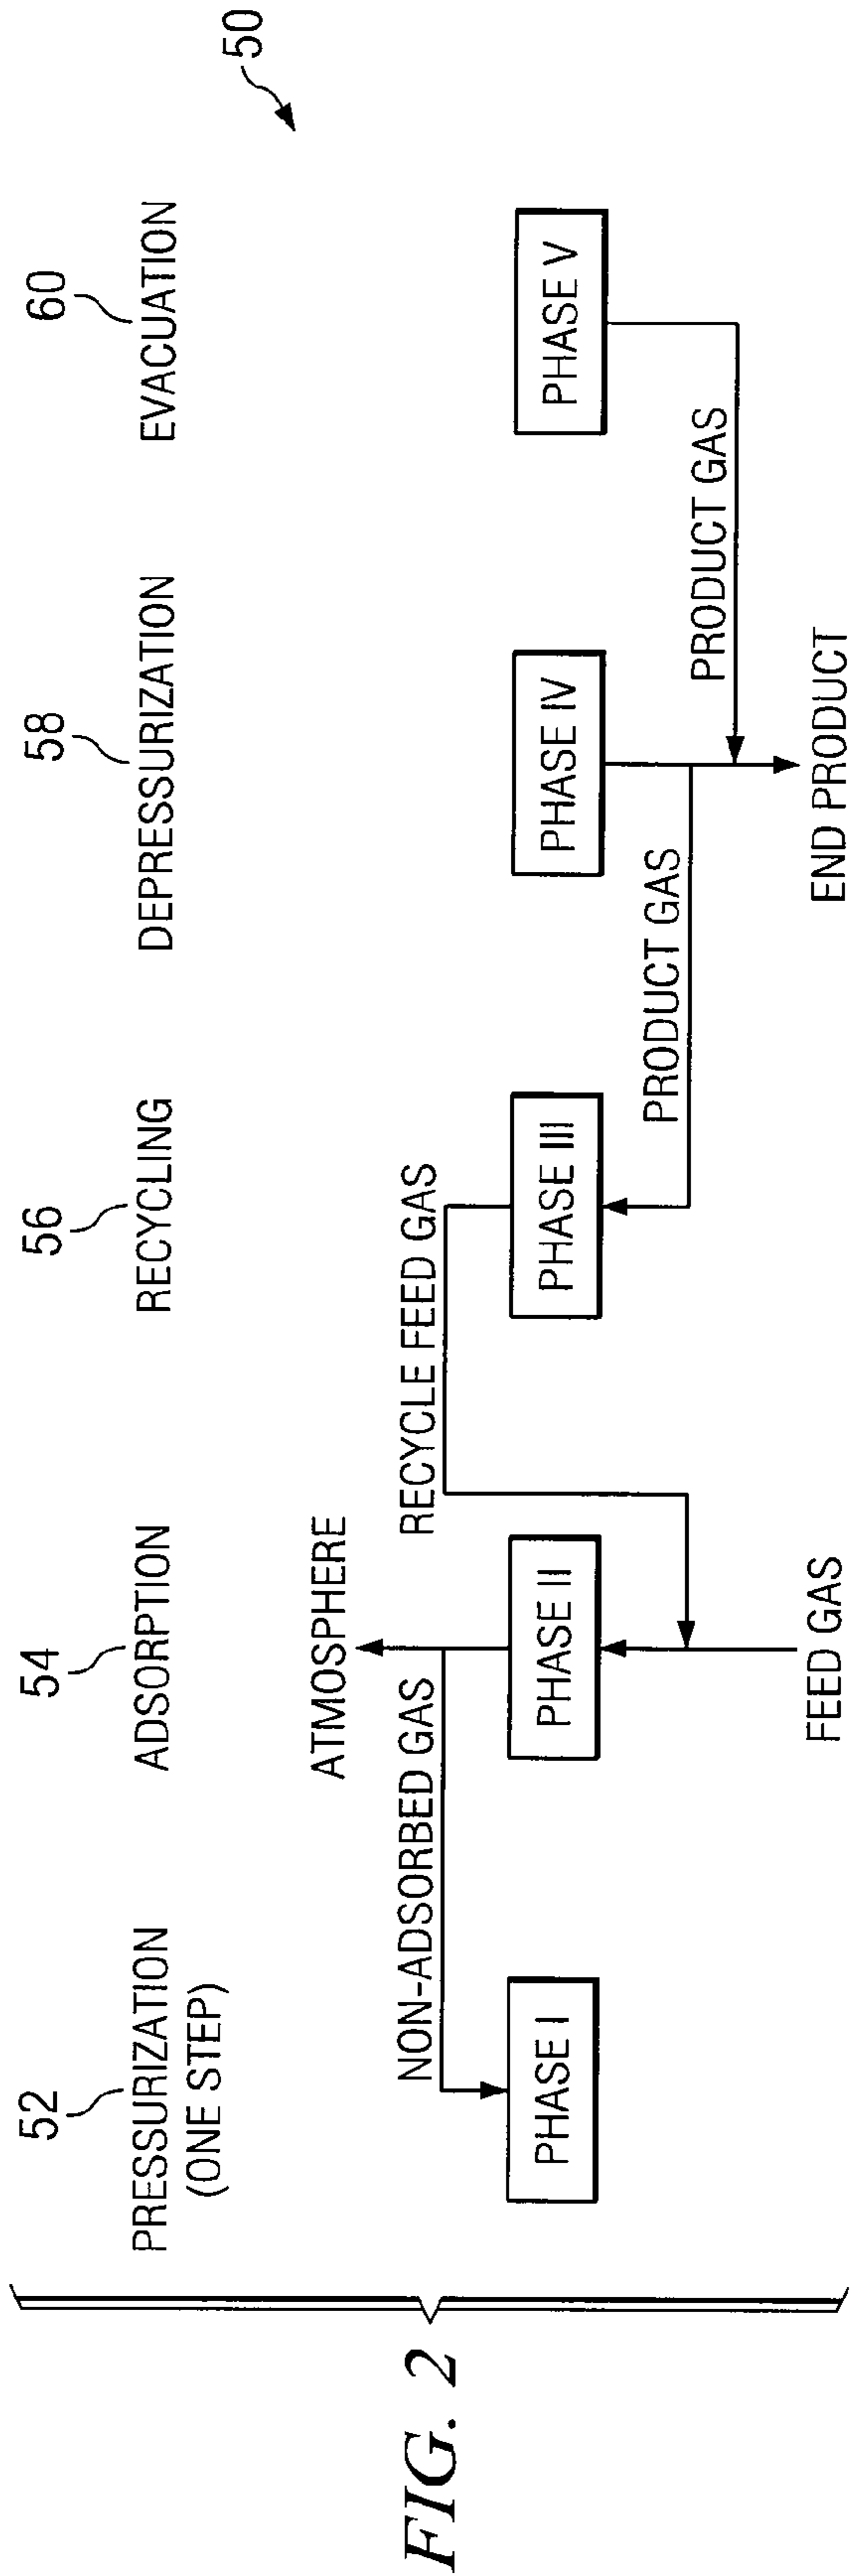 50
52
54
56
58
60
PRESSURIZATION
(ONE STEP)
ADSORPTION
RECYCLING
DEPRESSURIZATION
EVACUATION
ATMOSPHERE
NON-ADSORBED GAS
RECYCLE FEED GAS
PHASE I
PHASE II
PHASE III
PHASE IV
PHASE V
PRODUCT GAS
PRODUCT GAS
FEED GAS
END PRODUCT
FIG. 2